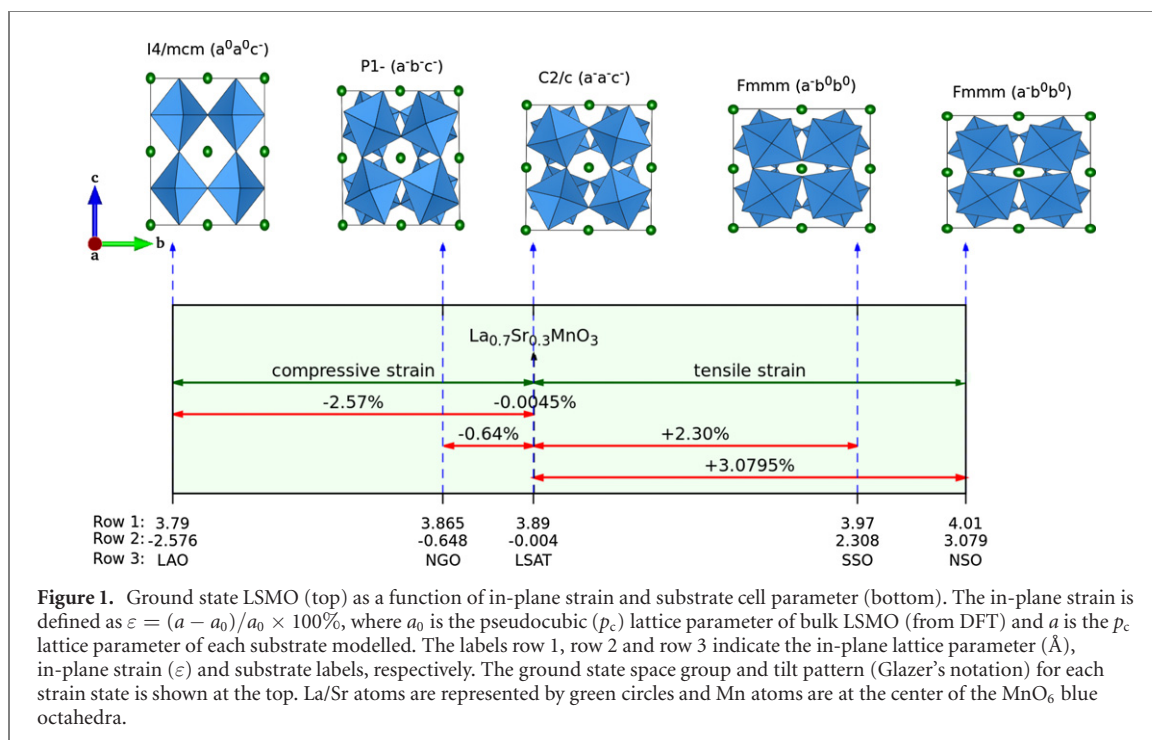 I4/mcm (a⁰a⁰c⁻)
P1- (a⁻b⁻c⁻)
C2/c (a⁻a⁻c⁻)
Fmmm (a⁻b⁰b⁰)
Fmmm (a⁻b⁰b⁰)
c
b
a
La₀.₇Sr₀.₃MnO₃
compressive strain tensile strain
-2.57% -0.0045%
-0.64% +2.30%
+3.0795%
Row 1: 3.79 3.865 3.89 3.97 4.01
Row 2: -2.576 -0.648 -0.004 2.308 3.079
Row 3: LAO NGO LSAT SSO NSO
Figure 1. Ground state LSMO (top) as a function of in-plane strain and substrate cell parameter (bottom). The in-plane strain is
defined as ε = (a − a₀)/a₀ × 100%, where a₀ is the pseudocubic (p_c) lattice parameter of bulk LSMO (from DFT) and a is the p_c
lattice parameter of each substrate modelled. The labels row 1, row 2 and row 3 indicate the in-plane lattice parameter (Å),
in-plane strain (ε) and substrate labels, respectively. The ground state space group and tilt pattern (Glazer's notation) for each
strain state is shown at the top. La/Sr atoms are represented by green circles and Mn atoms are at the center of the MnO₆ blue
octahedra.